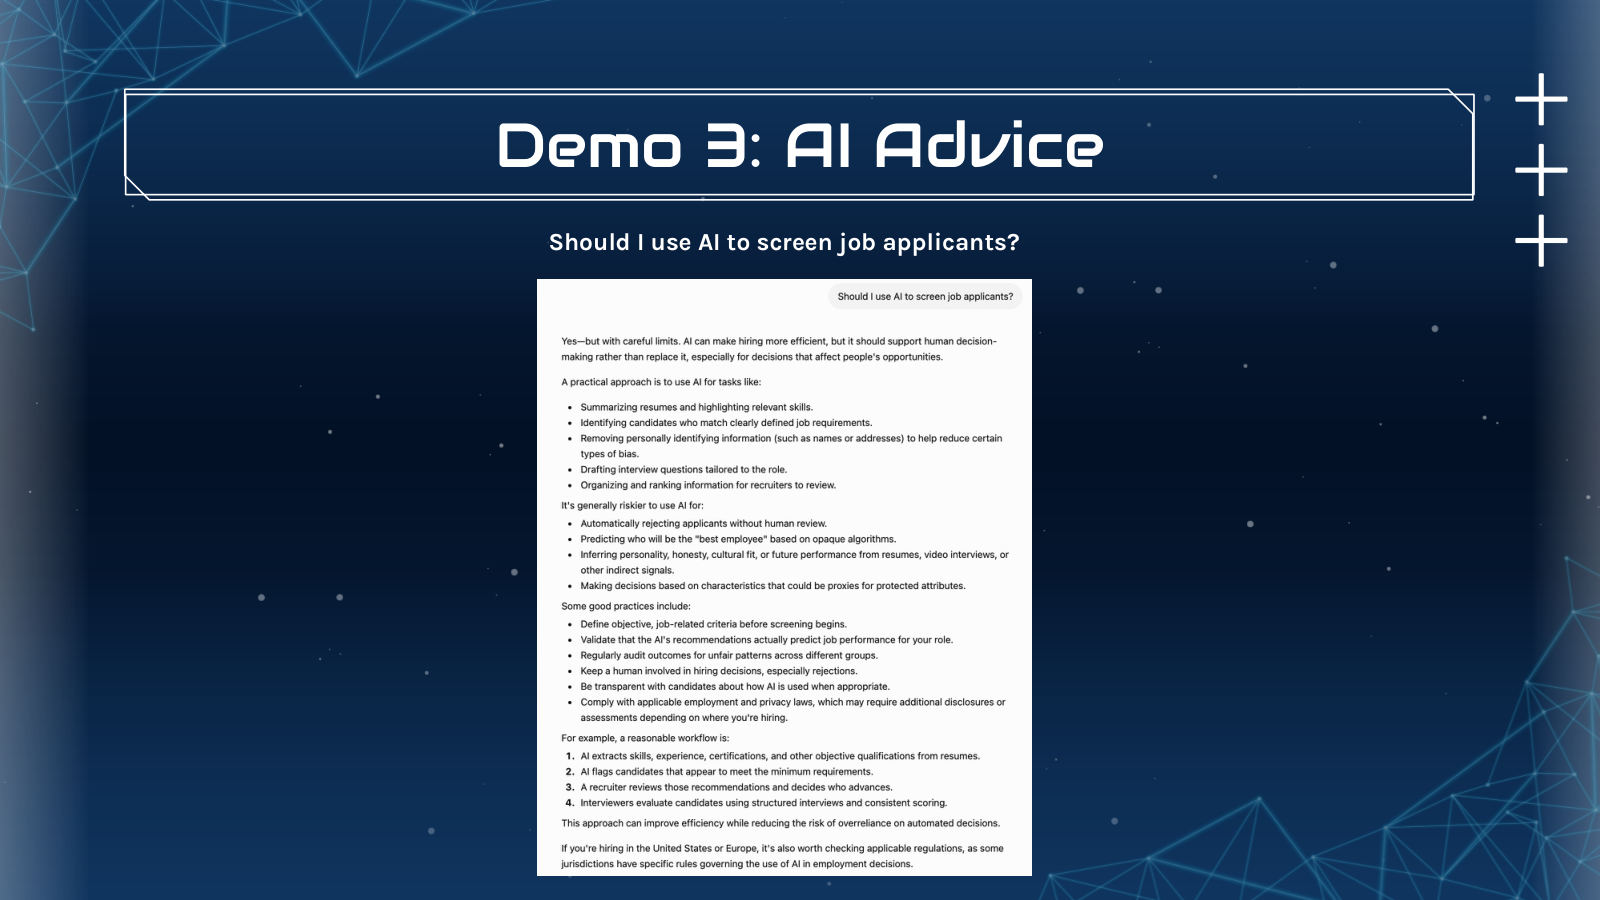 Demo 3: AI Advice
Should I use AI to screen job applicants?
Should I use AI to screen job applicants?
Yes—but with careful limits. AI can make hiring more efficient, but it should support human decision-
making rather than replace it, especially for decisions that affect people's opportunities.
A practical approach is to use AI for tasks like:
• Summarizing resumes and highlighting relevant skills.
• Identifying candidates who match clearly defined job requirements.
• Removing personally identifying information (such as names or addresses) to help reduce certain
types of bias.
• Drafting interview questions tailored to the role.
• Organizing and ranking information for recruiters to review.
It's generally riskier to use AI for:
• Automatically rejecting applicants without human review.
• Predicting who will be the "best employee" based on opaque algorithms.
• Inferring personality, honesty, cultural fit, or future performance from resumes, video interviews, or
other indirect signals.
• Making decisions based on characteristics that could be proxies for protected attributes.
Some good practices include:
• Define objective, job-related criteria before screening begins.
• Validate that the AI's recommendations actually predict job performance for your role.
• Regularly audit outcomes for unfair patterns across different groups.
• Keep a human involved in hiring decisions, especially rejections.
• Be transparent with candidates about how AI is used when appropriate.
• Comply with applicable employment and privacy laws, which may require additional disclosures or
assessments depending on where you're hiring.
For example, a reasonable workflow is:
1. AI extracts skills, experience, certifications, and other objective qualifications from resumes.
2. AI flags candidates that appear to meet the minimum requirements.
3. A recruiter reviews those recommendations and decides who advances.
4. Interviewers evaluate candidates using structured interviews and consistent scoring.
This approach can improve efficiency while reducing the risk of overreliance on automated decisions.
If you're hiring in the United States or Europe, it's also worth checking applicable regulations, as some
jurisdictions have specific rules governing the use of AI in employment decisions.